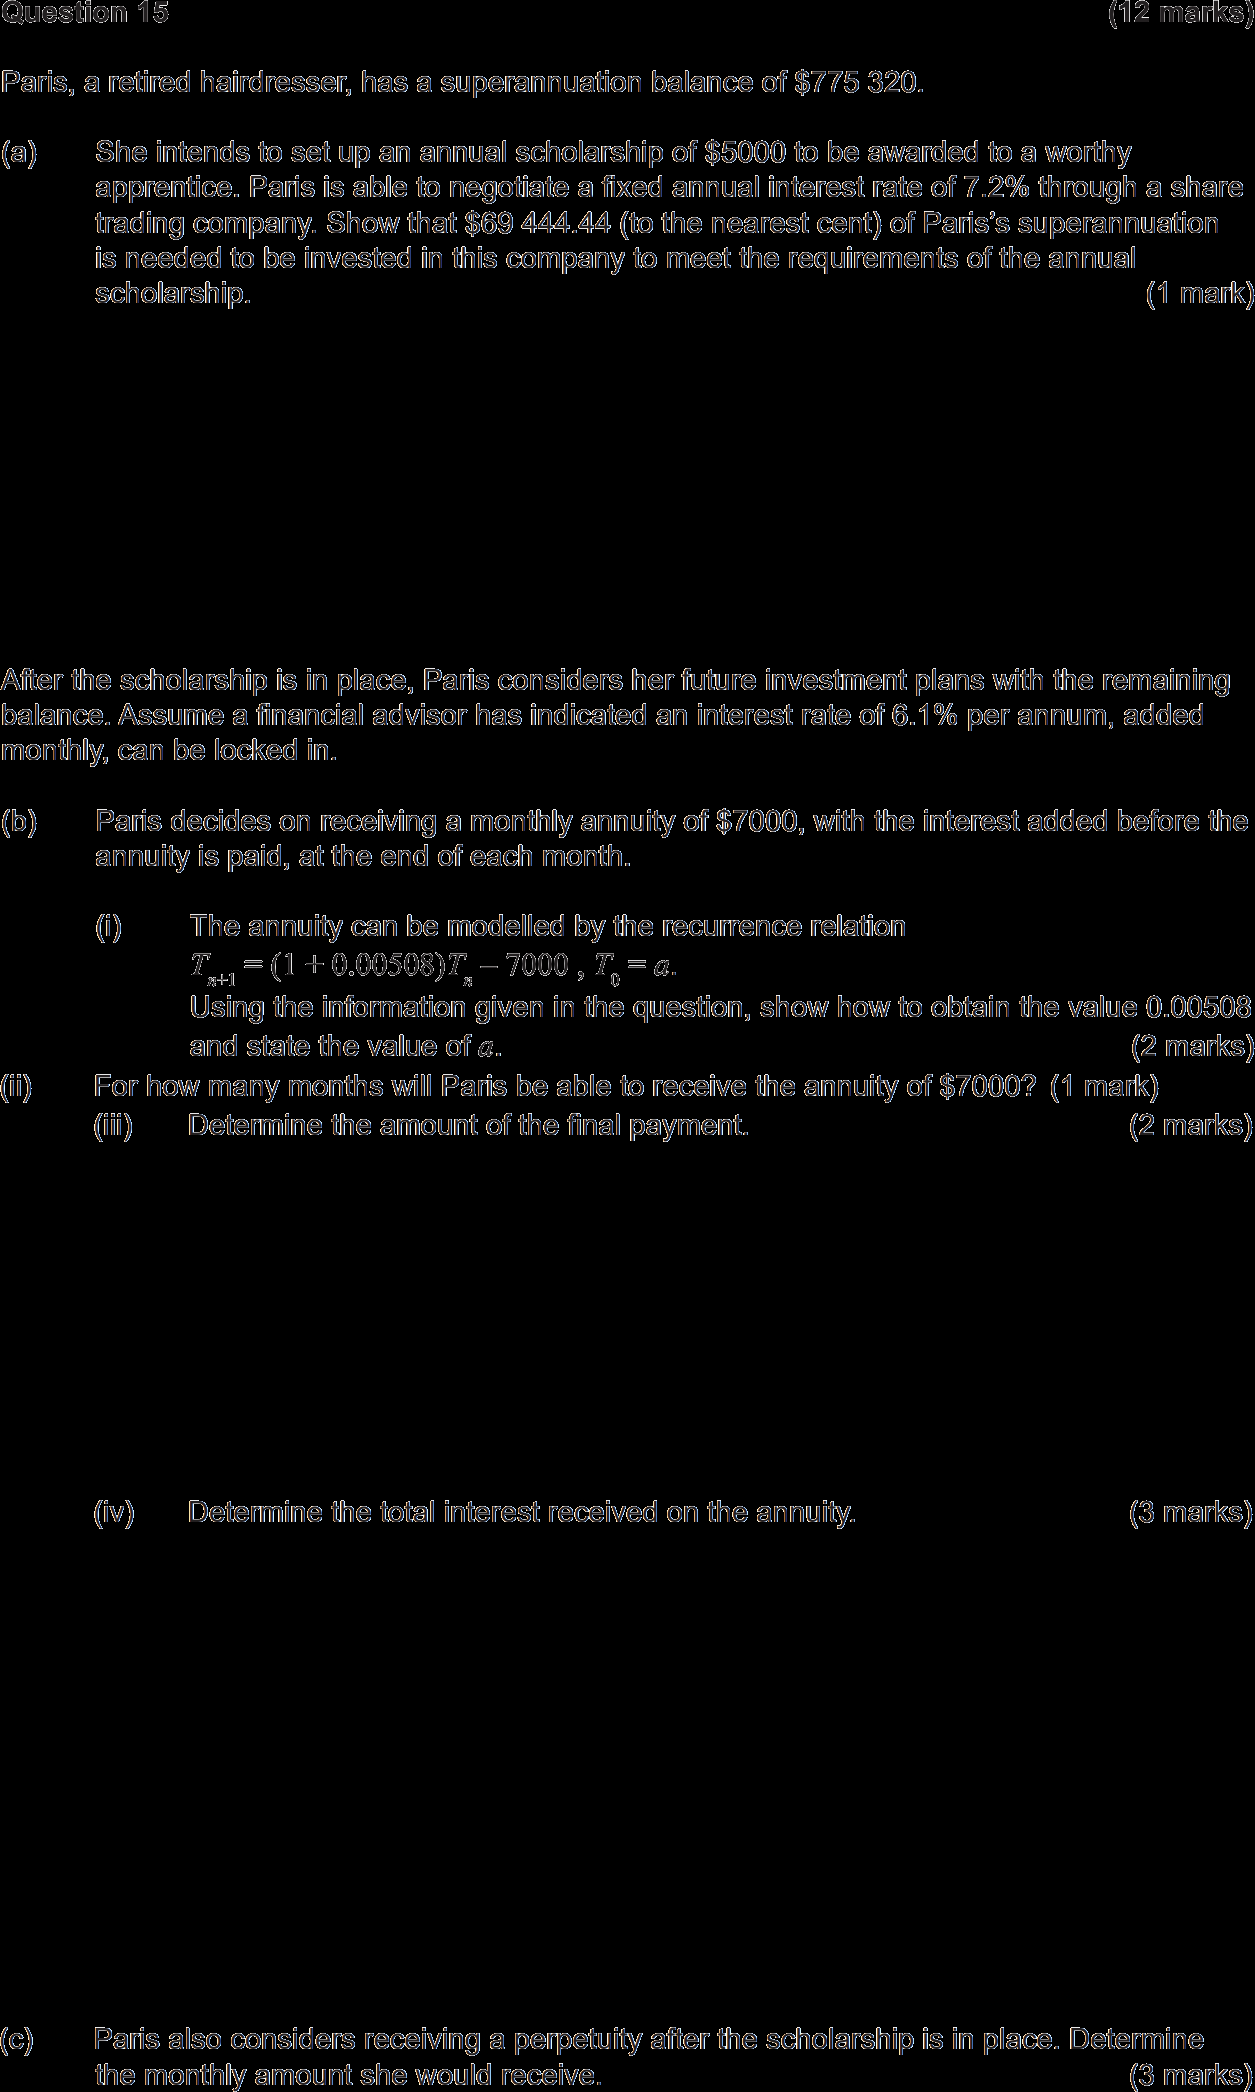 Question 15 (12 marks)
Paris, a retired hairdresser, has a superannuation balance of $775 320.
(a) She intends to set up an annual scholarship of $5000 to be awarded to a worthy
apprentice. Paris is able to negotiate a fixed annual interest rate of 7.2% through a share
trading company. Show that $69 444.44 (to the nearest cent) of Paris's superannuation
is needed to be invested in this company to meet the requirements of the annual
scholarship. (1 mark)
After the scholarship is in place, Paris considers her future investment plans with the remaining
balance. Assume a financial advisor has indicated an interest rate of 6.1% per annum, added
monthly, can be locked in.
(b) Paris decides on receiving a monthly annuity of $7000, with the interest added before the
annuity is paid, at the end of each month.
(i) The annuity can be modelled by the recurrence relation
Tₙ₊₁ = (1 + 0.00508)Tₙ – 7000 , T₀ = a.
Using the information given in the question, show how to obtain the value 0.00508
and state the value of a. (2 marks)
(ii) For how many months will Paris be able to receive the annuity of $7000? (1 mark)
(iii) Determine the amount of the final payment. (2 marks)
(iv) Determine the total interest received on the annuity. (3 marks)
(c) Paris also considers receiving a perpetuity after the scholarship is in place. Determine
the monthly amount she would receive. (3 marks)